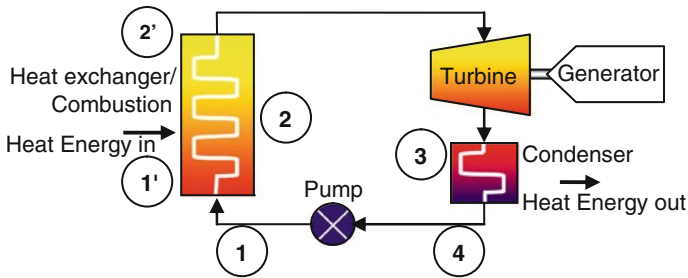 2’
Heat exchanger/
Combustion
Heat Energy in
1'
2
Turbine
Generator
3
Condenser
Heat Energy out
Pump
1
4